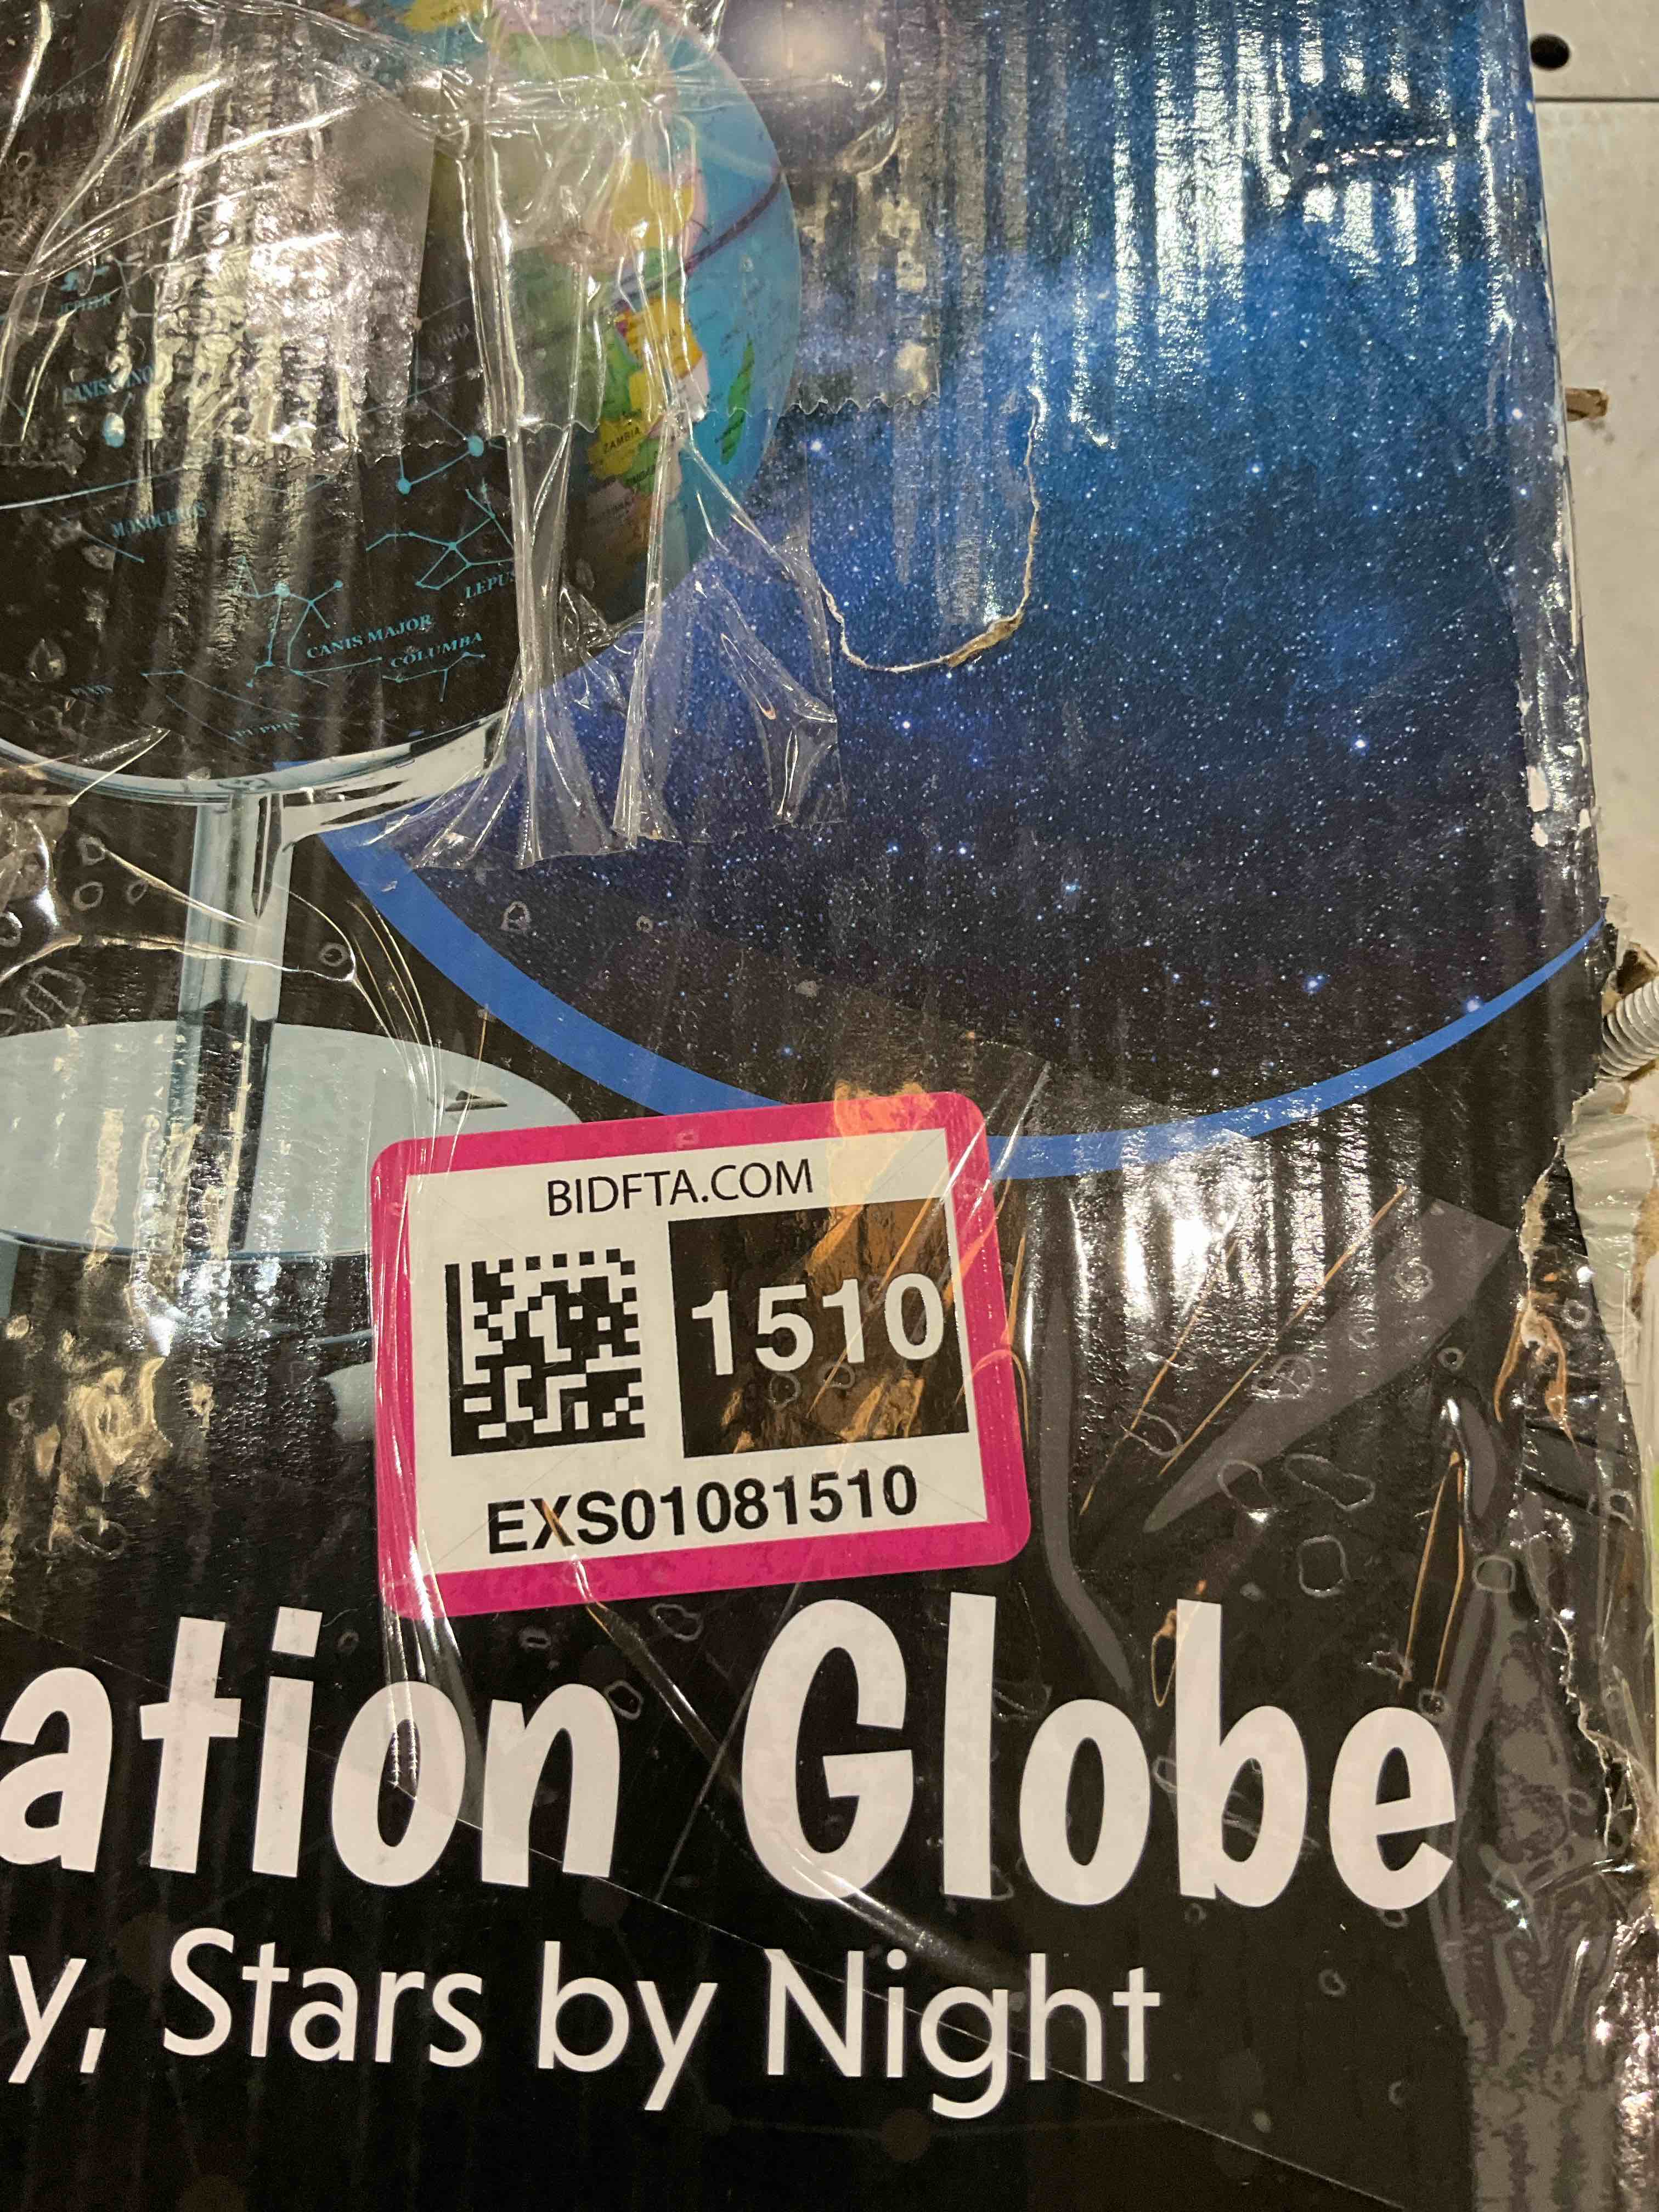 ZAMBIA
MONOCEROS
LEPUS
CANIS MAJOR
COLUMBA
BIDFTA.COM
1510
EXS01081510
ation Globe
y, Stars by Night